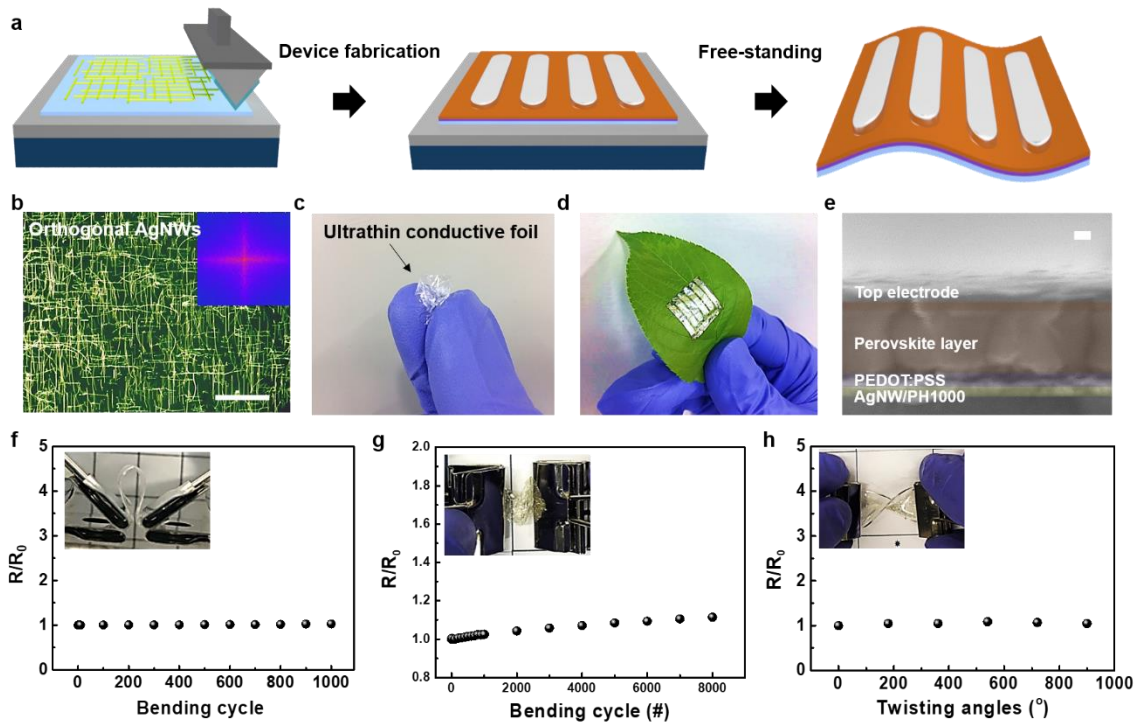 a
Device fabrication
Free-standing
b
Orthogonal AgNWs
c
Ultrathin conductive foil
d
e
Top electrode
Perovskite layer
PEDOT:PSS
AgNW/PH1000
f
R/R0
5
4
3
2
1
0
0 200 400 600 800 1000
Bending cycle
g
R/R0
2.0
1.8
1.6
1.4
1.2
1.0
0.8
0 2000 4000 6000 8000
Bending cycle (#)
h
R/R0
5
4
3
2
1
0
0 200 400 600 800 1000
Twisting angles (°)